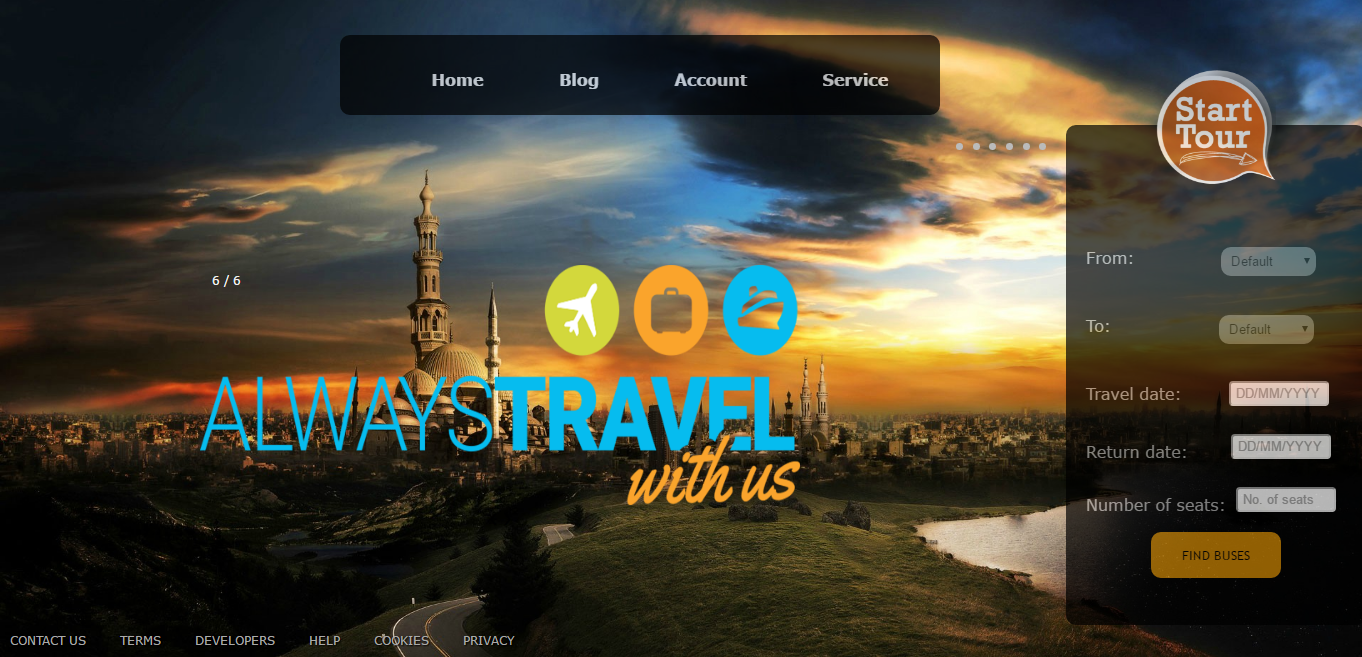 Home Blog Account Service
Start
Tour
From: Default
6 / 6
To: Default
ALWAYSTRAVEL
with us
Travel date: DD/MM/YYYY
Return date: DD/MM/YYYY
Number of seats: No. of seats
FIND BUSES
CONTACT US TERMS DEVELOPERS HELP COOKIES PRIVACY